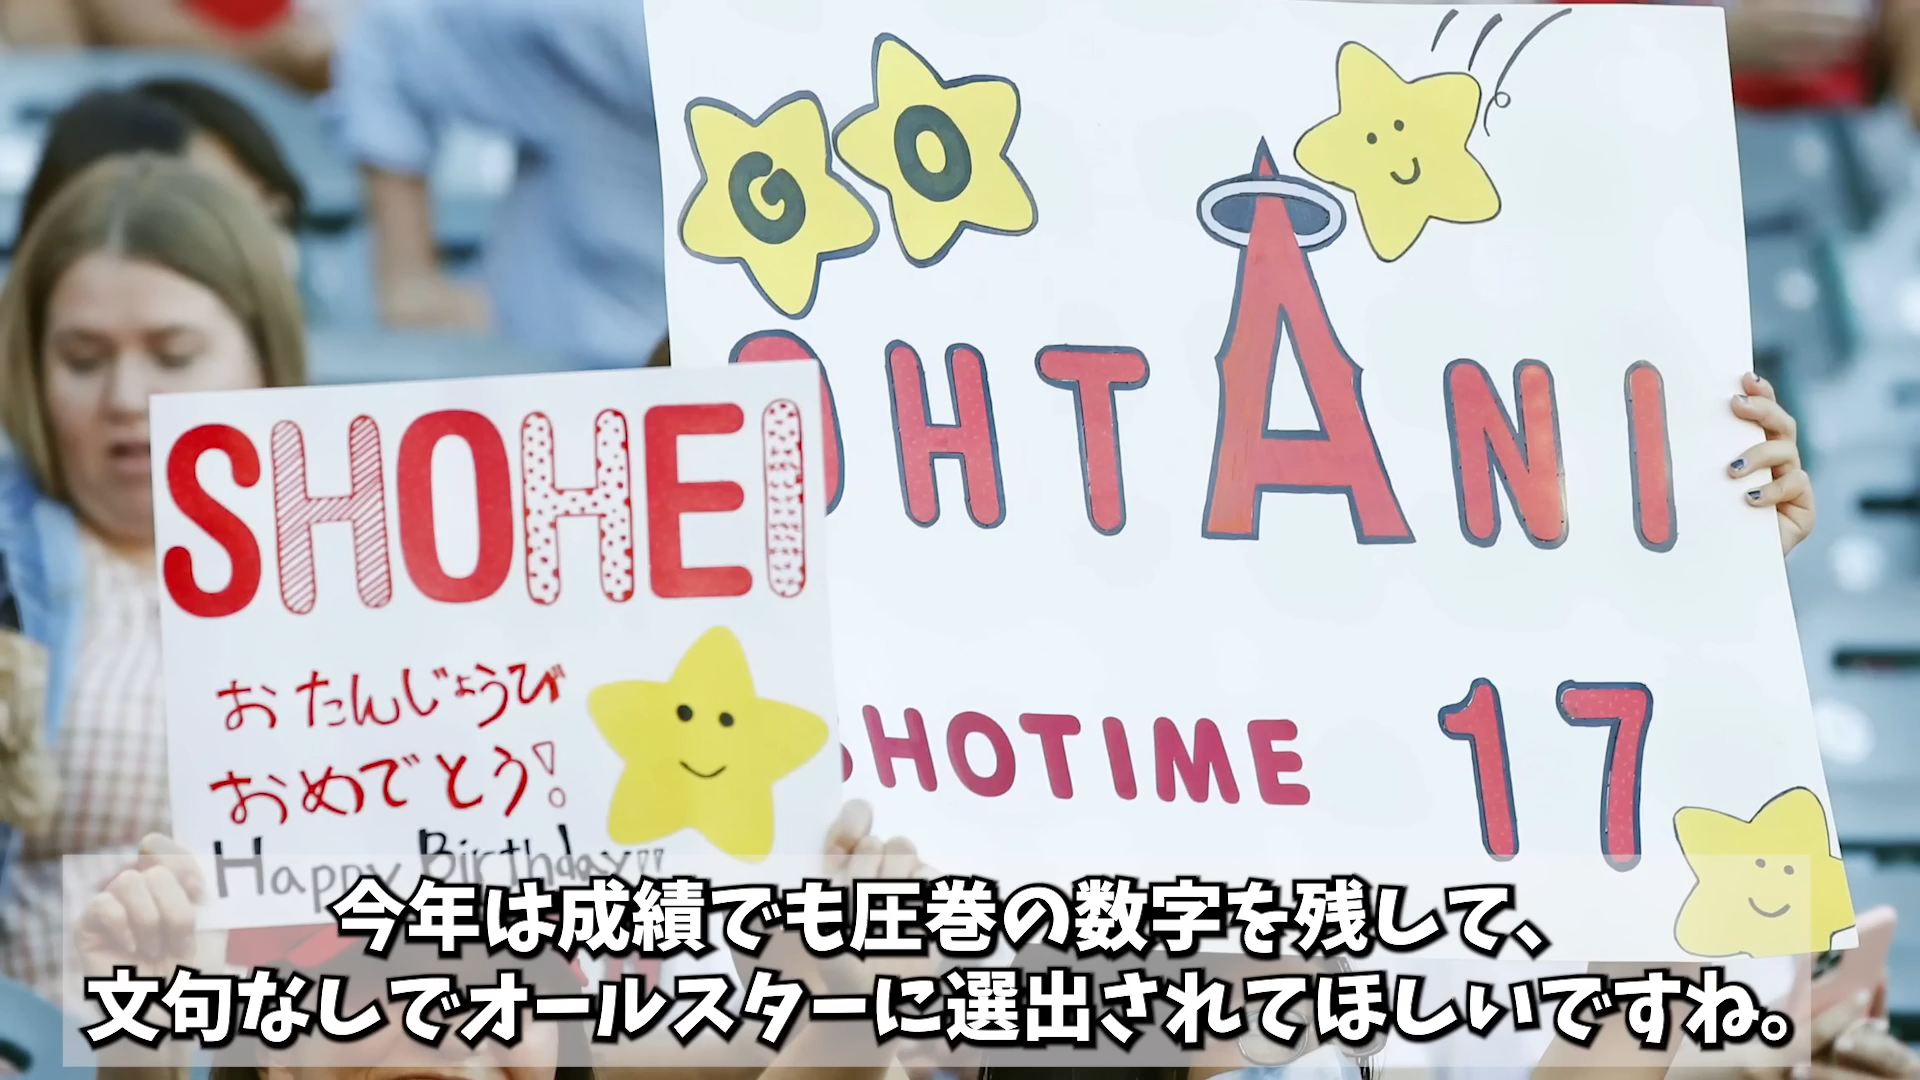 GO
OHTANI
SHOTIME 17
SHOHEI
おたんじょうび
おめでとう!
Happy Birthday!!
今年は成績でも圧巻の数字を残して、
文句なしでオールスターに選出されてほしいですね。